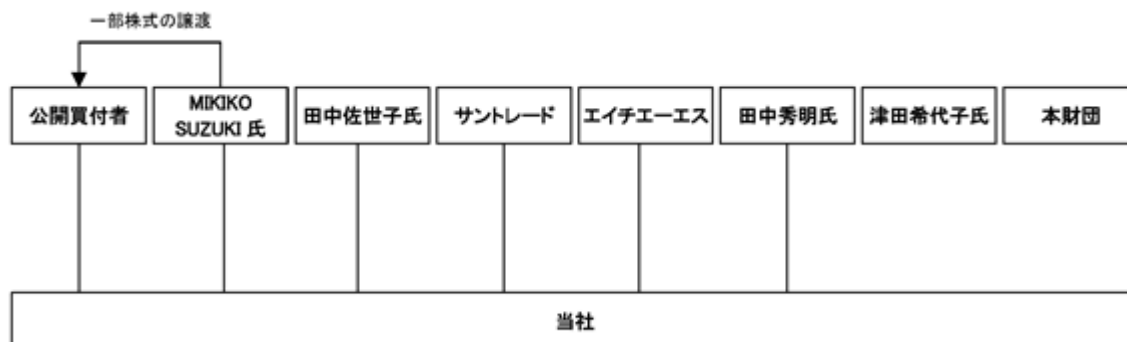 一部株式の譲渡
公開買付者
MIKIKO
SUZUKI 氏
田中佐世子氏
サントレード
エイチエーエス
田中秀明氏
津田希代子氏
本財団
当社